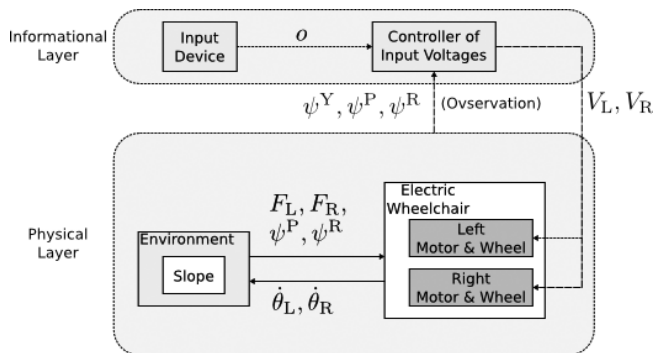 Informational
Layer
Input
Device
o
Controller of
Input Voltages
ψ^Y, ψ^P, ψ^R
(Ovservation)
V_L, V_R
Physical
Layer
Environment
Slope
F_L, F_R,
ψ^P, ψ^R
θ̇_L, θ̇_R
Electric
Wheelchair
Left
Motor & Wheel
Right
Motor & Wheel